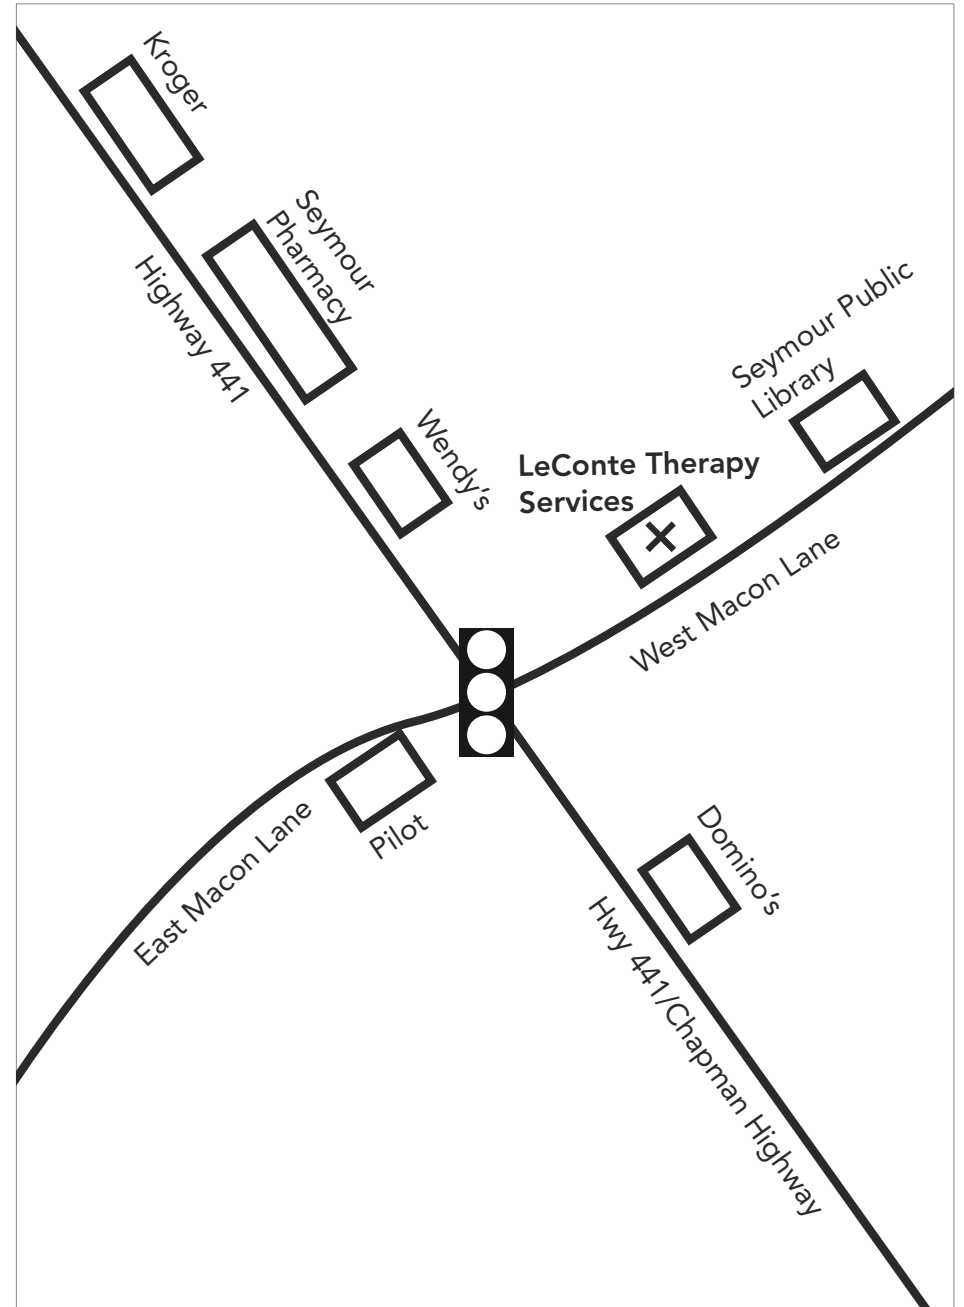 Kroger
Seymour
Pharmacy
Highway 441
Wendy's
Seymour Public
Library
LeConte Therapy
Services
West Macon Lane
East Macon Lane
Pilot
Domino's
Hwy 441/Chapman Highway